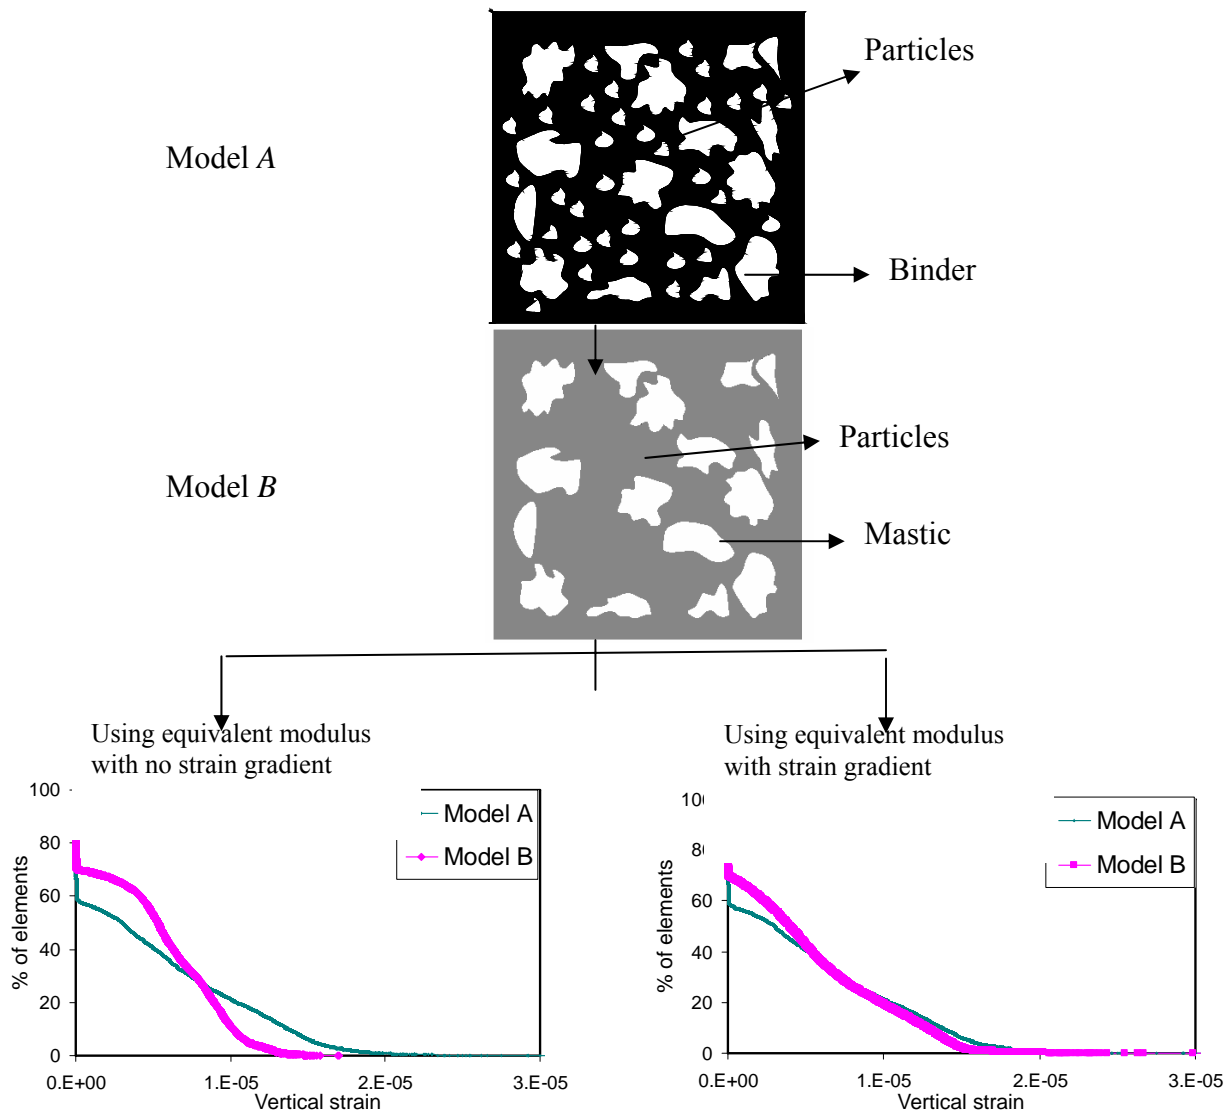 Particles
Model A
Binder
Particles
Model B
Mastic
Using equivalent modulus
with no strain gradient
Using equivalent modulus
with strain gradient
100
80
60
40
20
0
% of elements
Model A
Model B
0.E+00
1.E-05
2.E-05
3.E-05
Vertical strain
10
8
60
40
20
0
% of elements
Model A
Model B
0.E+00
1.E-05
2.E-05
3.E-05
Vertical strain